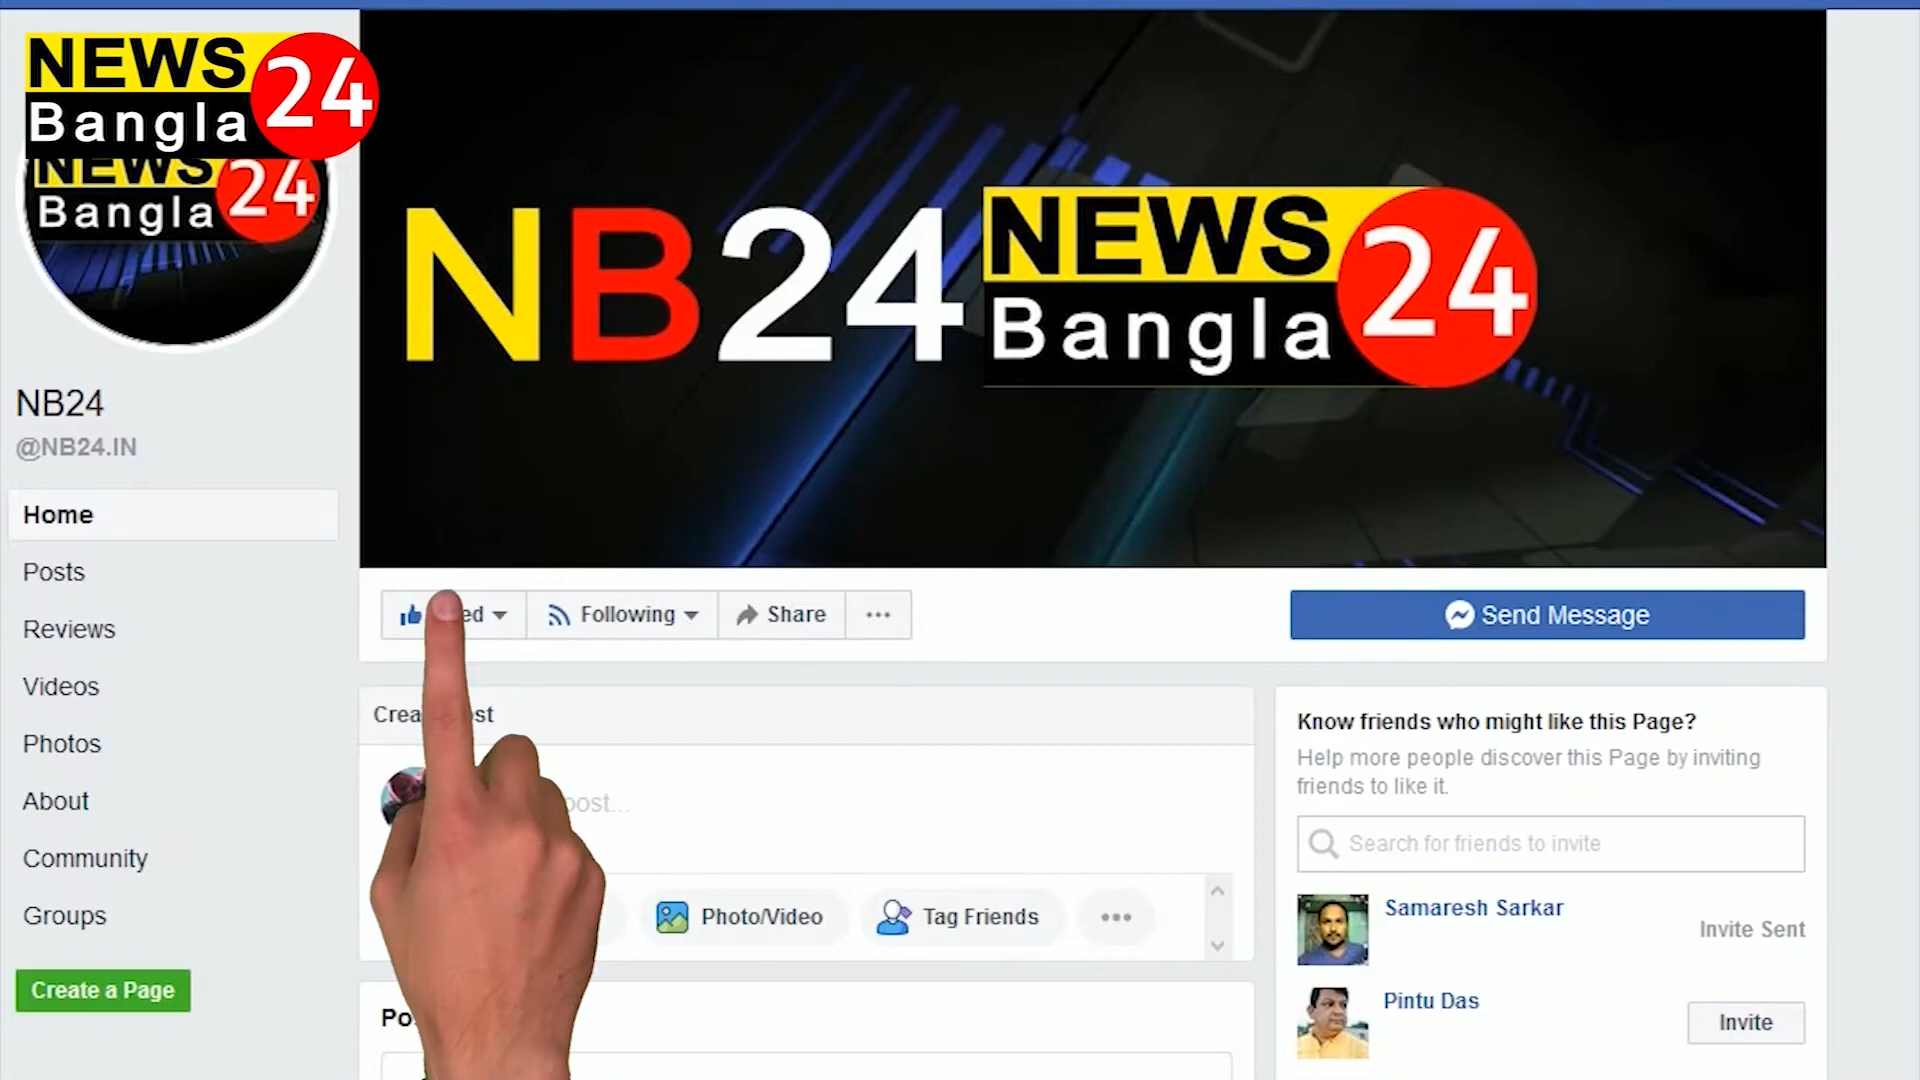 NEWS
Bangla 24
NEWS
Bangla 24
NB24
NEWS
Bangla 24
NB24
@NB24.IN
Home
Posts
Reviews
Videos
Photos
About
Community
Groups
Create a Page
Following
Share
Send Message
Know friends who might like this Page?
Help more people discover this Page by inviting
friends to like it.
Search for friends to invite
Photo/Video
Tag Friends
Samaresh Sarkar
Invite Sent
Pintu Das
Invite